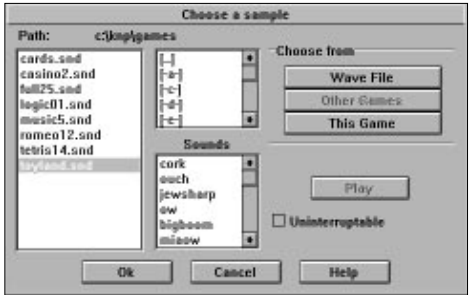 Choose a sample
Path: c:\knp\games
cards.snd
casino2.snd
full25.snd
logic01.snd
music5.snd
romeo12.snd
tetris14.snd
toyland.snd
[..]
[-a-]
[-c-]
[-d-]
[-e-]
Sounds
cork
ouch
jewsharp
ow
bigboom
miaow
Choose from
Wave File
Other Games
This Game
Play
Uninterruptable
Ok
Cancel
Help